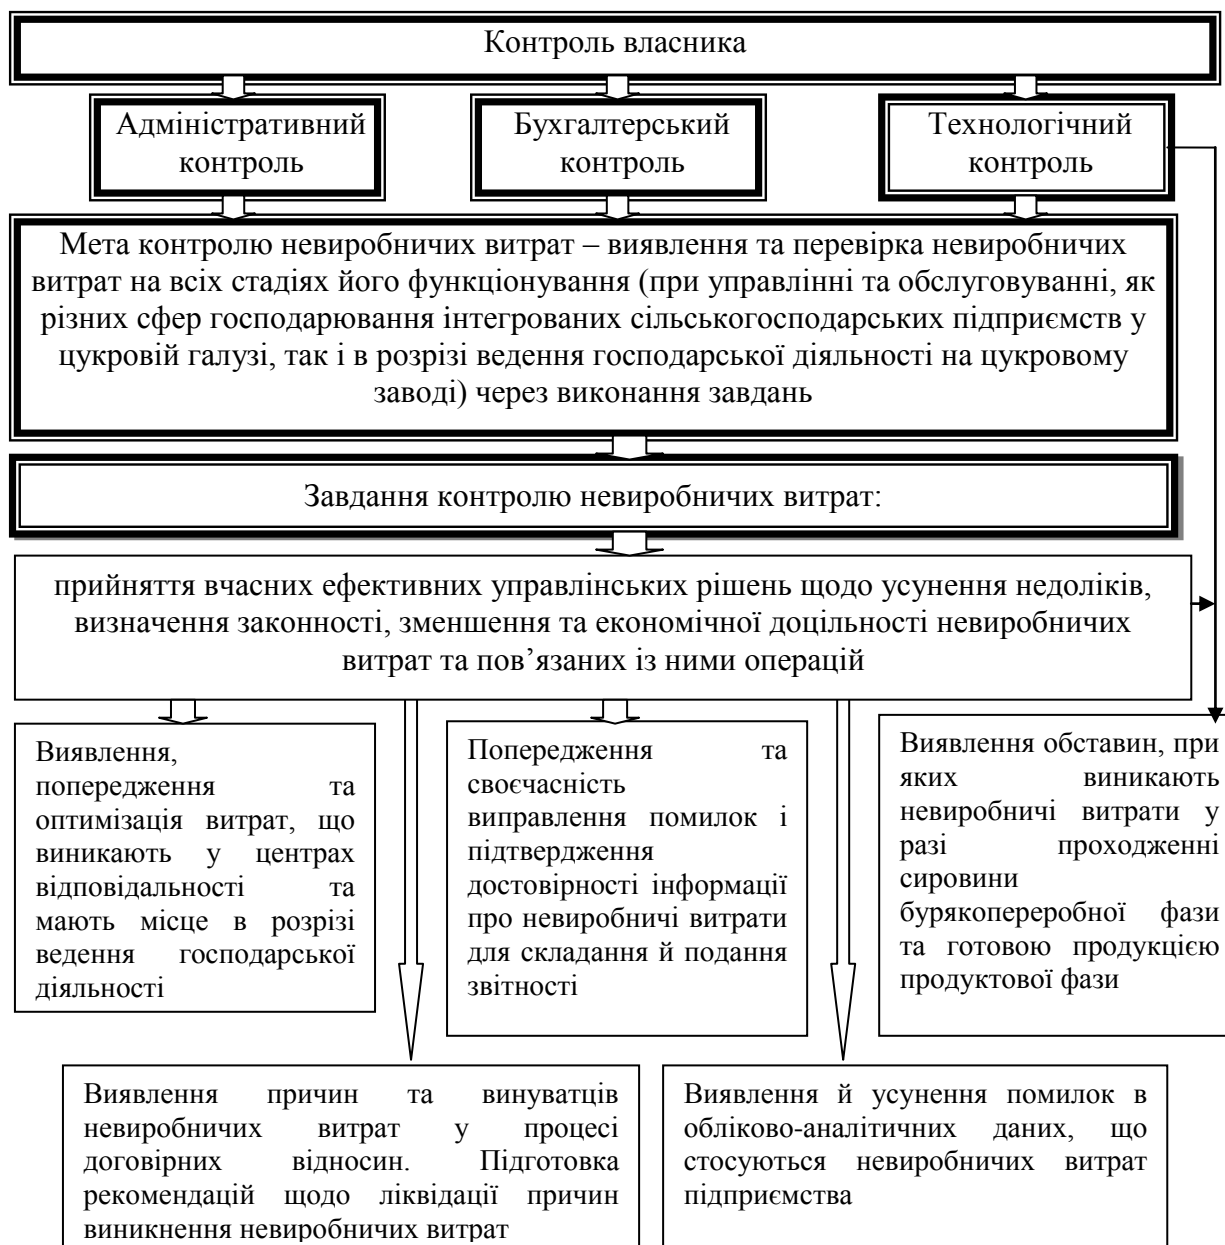 Контроль власника
Адміністративний
контроль
Бухгалтерський
контроль
Технологічний
контроль
Мета контролю невиробничих витрат – виявлення та перевірка невиробничих
витрат на всіх стадіях його функціонування (при управлінні та обслуговуванні, як
різних сфер господарювання інтегрованих сільськогосподарських підприємств у
цукровій галузі, так і в розрізі ведення господарської діяльності на цукровому
заводі) через виконання завдань
Завдання контролю невиробничих витрат:
прийняття вчасних ефективних управлінських рішень щодо усунення недоліків,
визначення законності, зменшення та економічної доцільності невиробничих
витрат та пов’язаних із ними операцій
Виявлення,
попередження та
оптимізація витрат, що
виникають у центрах
відповідальності та
мають місце в розрізі
ведення господарської
діяльності
Попередження та
своєчасність
виправлення помилок і
підтвердження
достовірності інформації
про невиробничі витрати
для складання й подання
звітності
Виявлення обставин, при
яких виникають
невиробничі витрати у
разі проходженні
сировини
бурякопереробної фази
та готовою продукцією
продуктової фази
Виявлення причин та винуватців
невиробничих витрат у процесі
договірних відносин. Підготовка
рекомендацій щодо ліквідації причин
виникнення невиробничих витрат
Виявлення й усунення помилок в
обліково-аналітичних даних, що
стосуються невиробничих витрат
підприємства